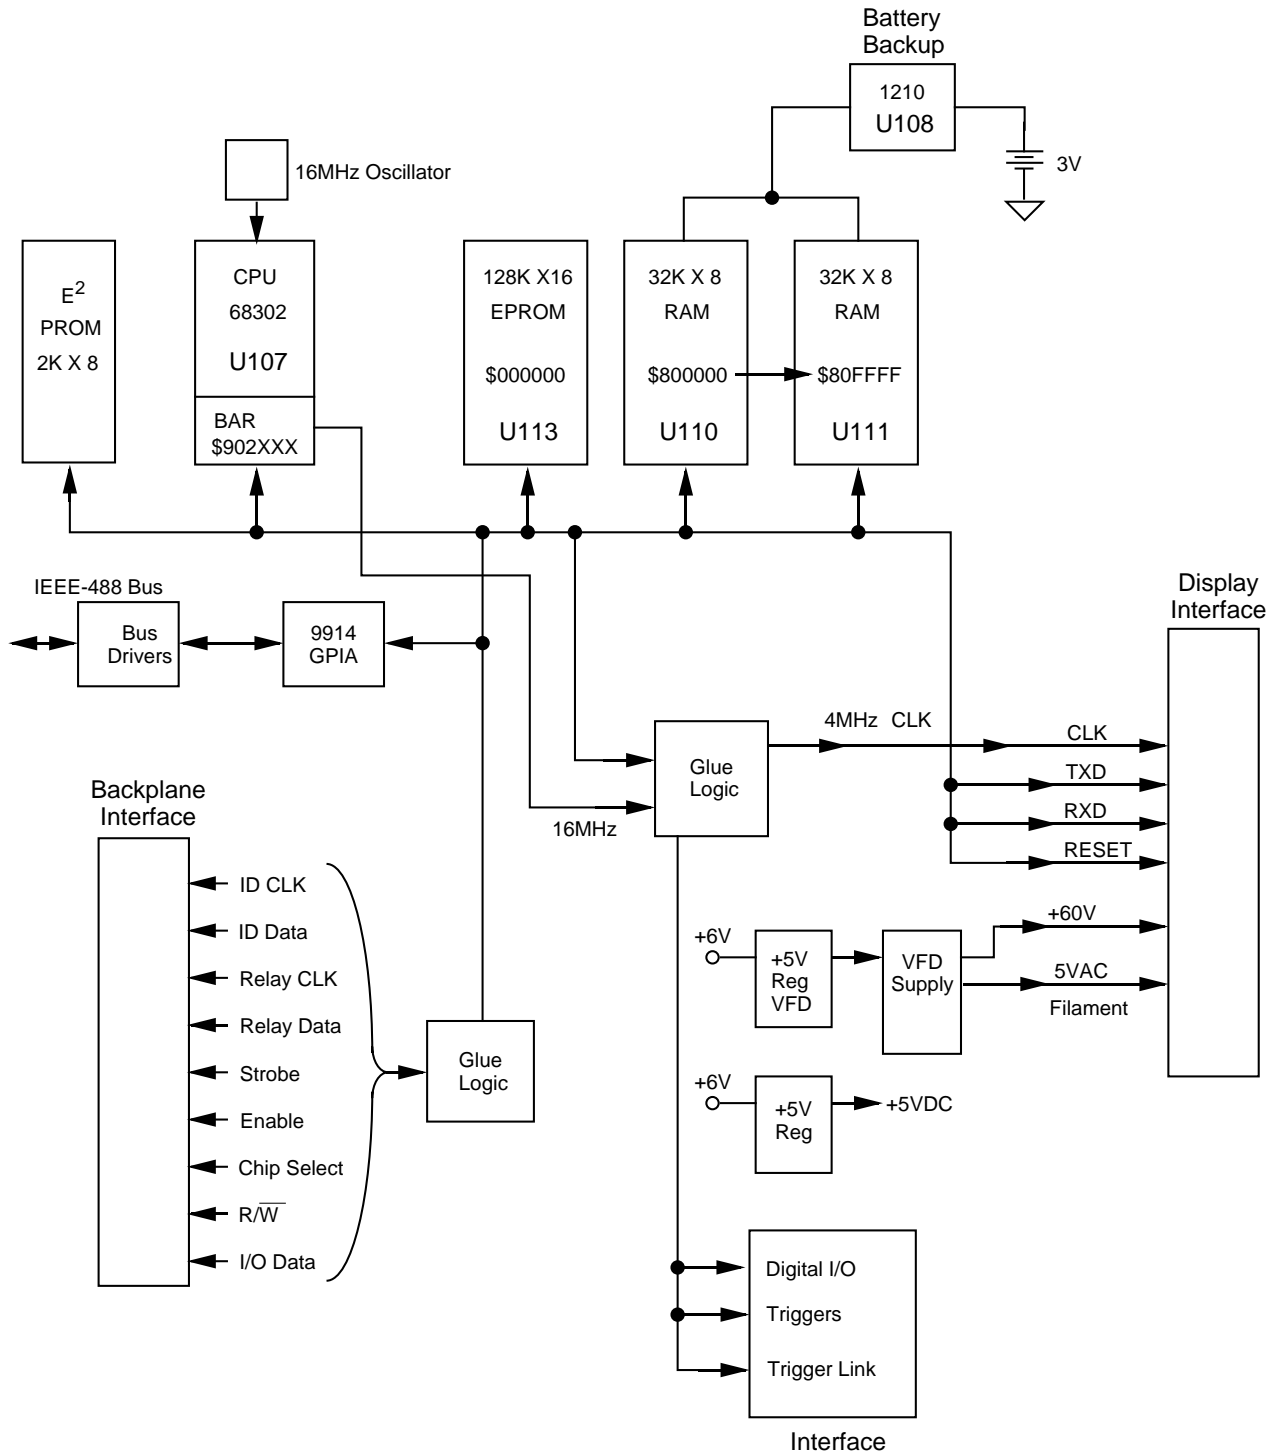 Battery
Backup
1210
U108
3V
16MHz Oscillator
E2
PROM
2K X 8
CPU
68302
U107
BAR
$902XXX
128K X16
EPROM
$000000
U113
32K X 8
RAM
$800000
U110
32K X 8
RAM
$80FFFF
U111
IEEE-488 Bus
Bus
Drivers
9914
GPIA
Display
Interface
4MHz CLK
CLK
TXD
RXD
RESET
Glue
Logic
16MHz
Backplane
Interface
ID CLK
ID Data
Relay CLK
Relay Data
Strobe
Enable
Chip Select
R/W̅
I/O Data
Glue
Logic
+6V
+5V
Reg
VFD
VFD
Supply
+60V
5VAC
Filament
+6V
+5V
Reg
+5VDC
Digital I/O
Triggers
Trigger Link
Interface